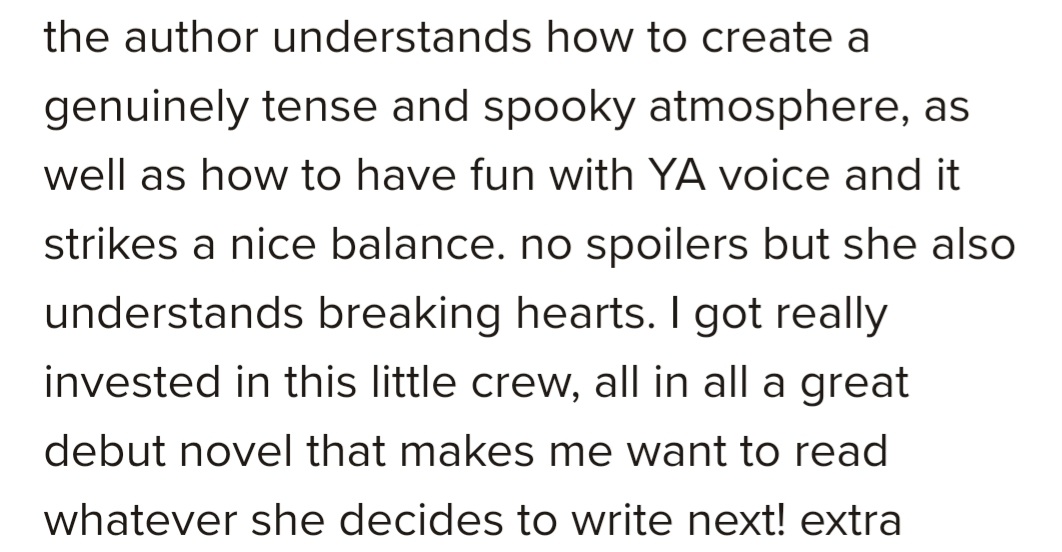 the author understands how to create a
genuinely tense and spooky atmosphere, as
well as how to have fun with YA voice and it
strikes a nice balance. no spoilers but she also
understands breaking hearts. I got really
invested in this little crew, all in all a great
debut novel that makes me want to read
whatever she decides to write next! extra